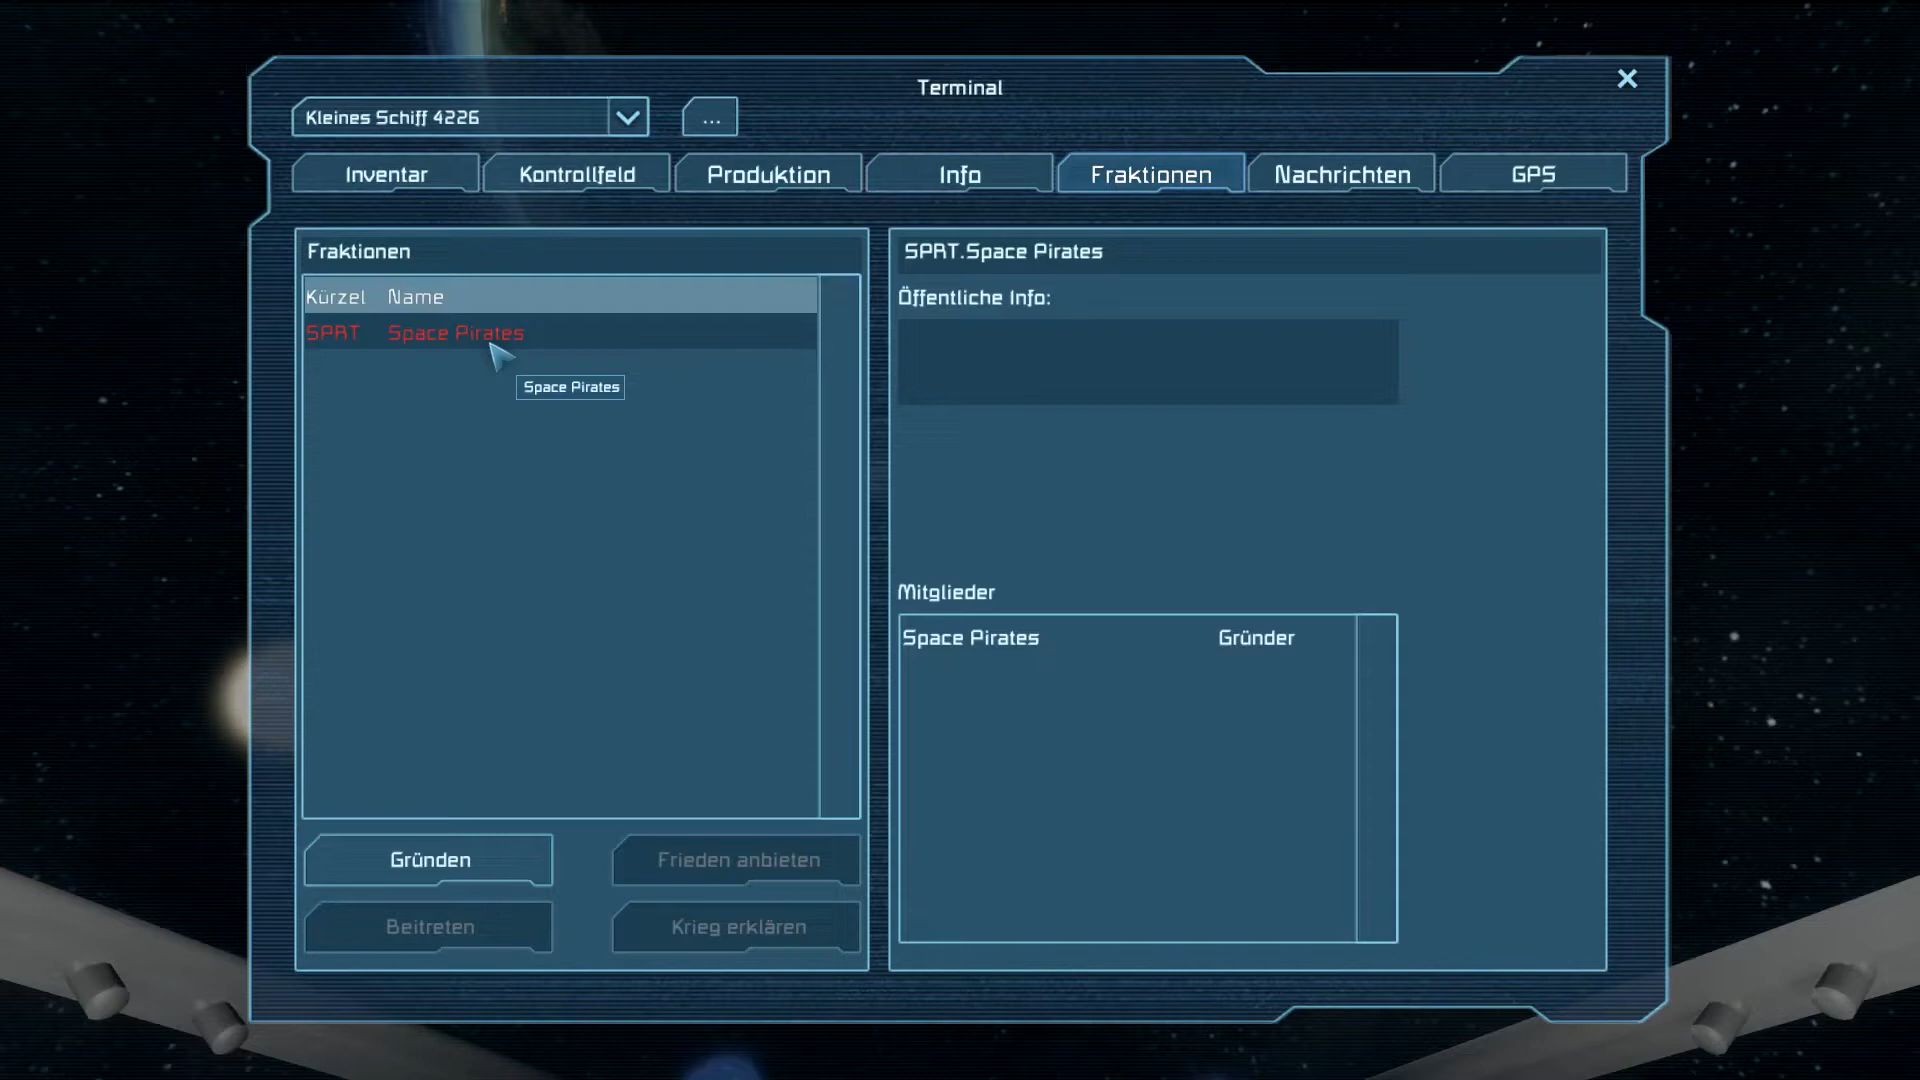 Terminal
Kleines Schiff 4226
...
Inventar
Kontrollfeld
Produktion
Info
Fraktionen
Nachrichten
GPS
Fraktionen
Kürzel Name
SPRT Space Pirates
Space Pirates
Gründen
Frieden anbieten
Beitreten
Krieg erklären
SPRT.Space Pirates
Öffentliche Info:
Mitglieder
Space Pirates Gründer